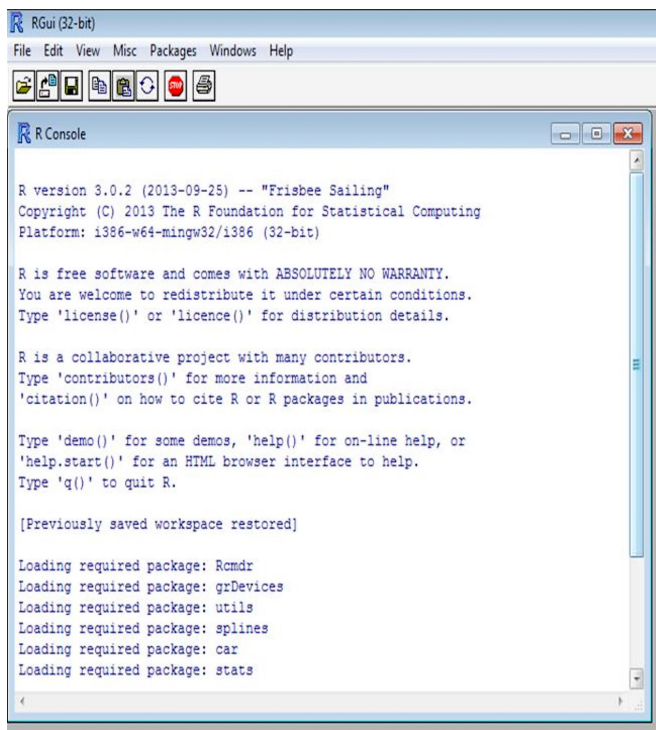 RGui (32-bit)
File Edit View Misc Packages Windows Help
STOP
R Console
R version 3.0.2 (2013-09-25) -- "Frisbee Sailing"
Copyright (C) 2013 The R Foundation for Statistical Computing
Platform: i386-w64-mingw32/i386 (32-bit)
R is free software and comes with ABSOLUTELY NO WARRANTY.
You are welcome to redistribute it under certain conditions.
Type 'license()' or 'licence()' for distribution details.
R is a collaborative project with many contributors.
Type 'contributors()' for more information and
'citation()' on how to cite R or R packages in publications.
Type 'demo()' for some demos, 'help()' for on-line help, or
'help.start()' for an HTML browser interface to help.
Type 'q()' to quit R.
[Previously saved workspace restored]
Loading required package: Rcmdr
Loading required package: grDevices
Loading required package: utils
Loading required package: splines
Loading required package: car
Loading required package: stats